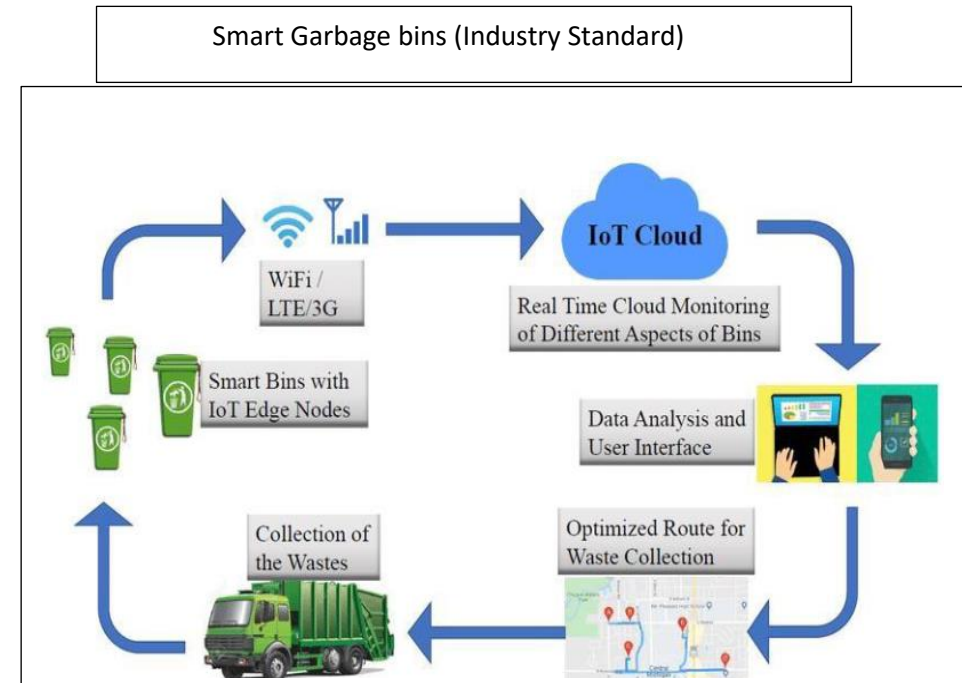 Smart Garbage bins (Industry Standard)
IoT Cloud
WiFi /
LTE/3G
Real Time Cloud Monitoring
of Different Aspects of Bins
Smart Bins with
IoT Edge Nodes
Data Analysis and
User Interface
Collection of
the Wastes
Optimized Route for
Waste Collection
Central
Michigan